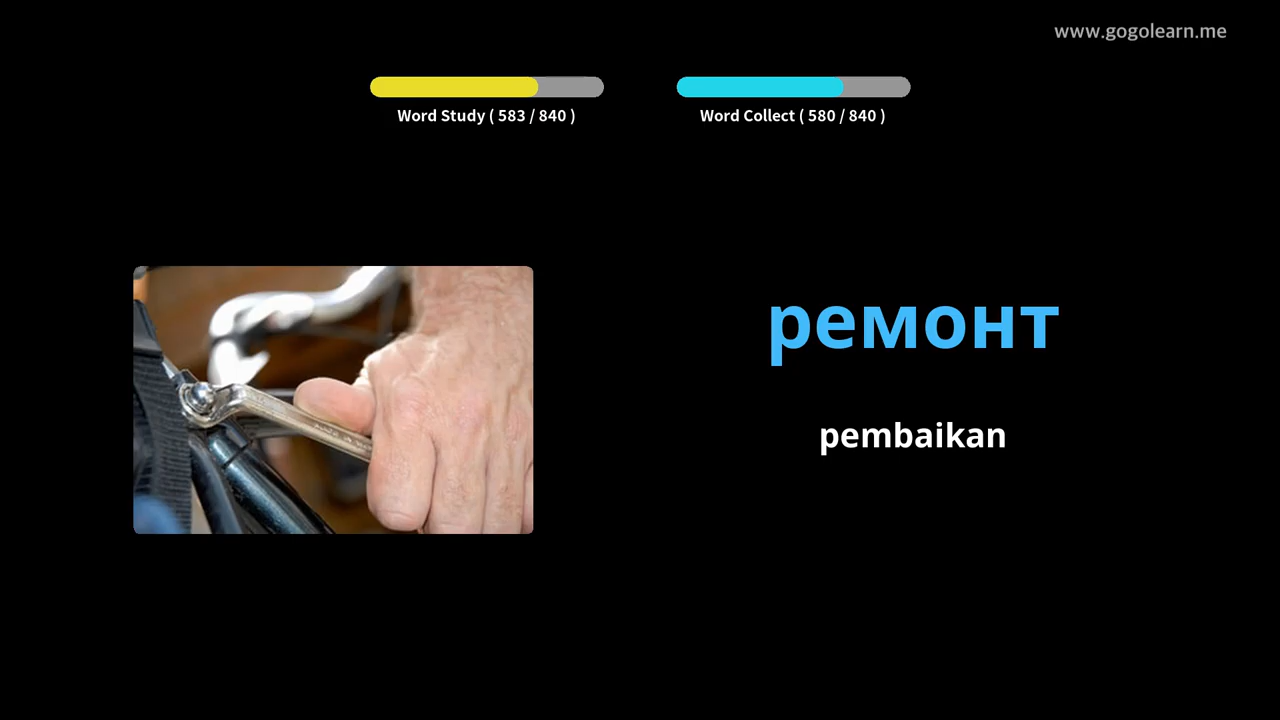 www.gogolearn.me
Word Study ( 583 / 840 )
Word Collect ( 580 / 840 )
ремонт
pembaikan